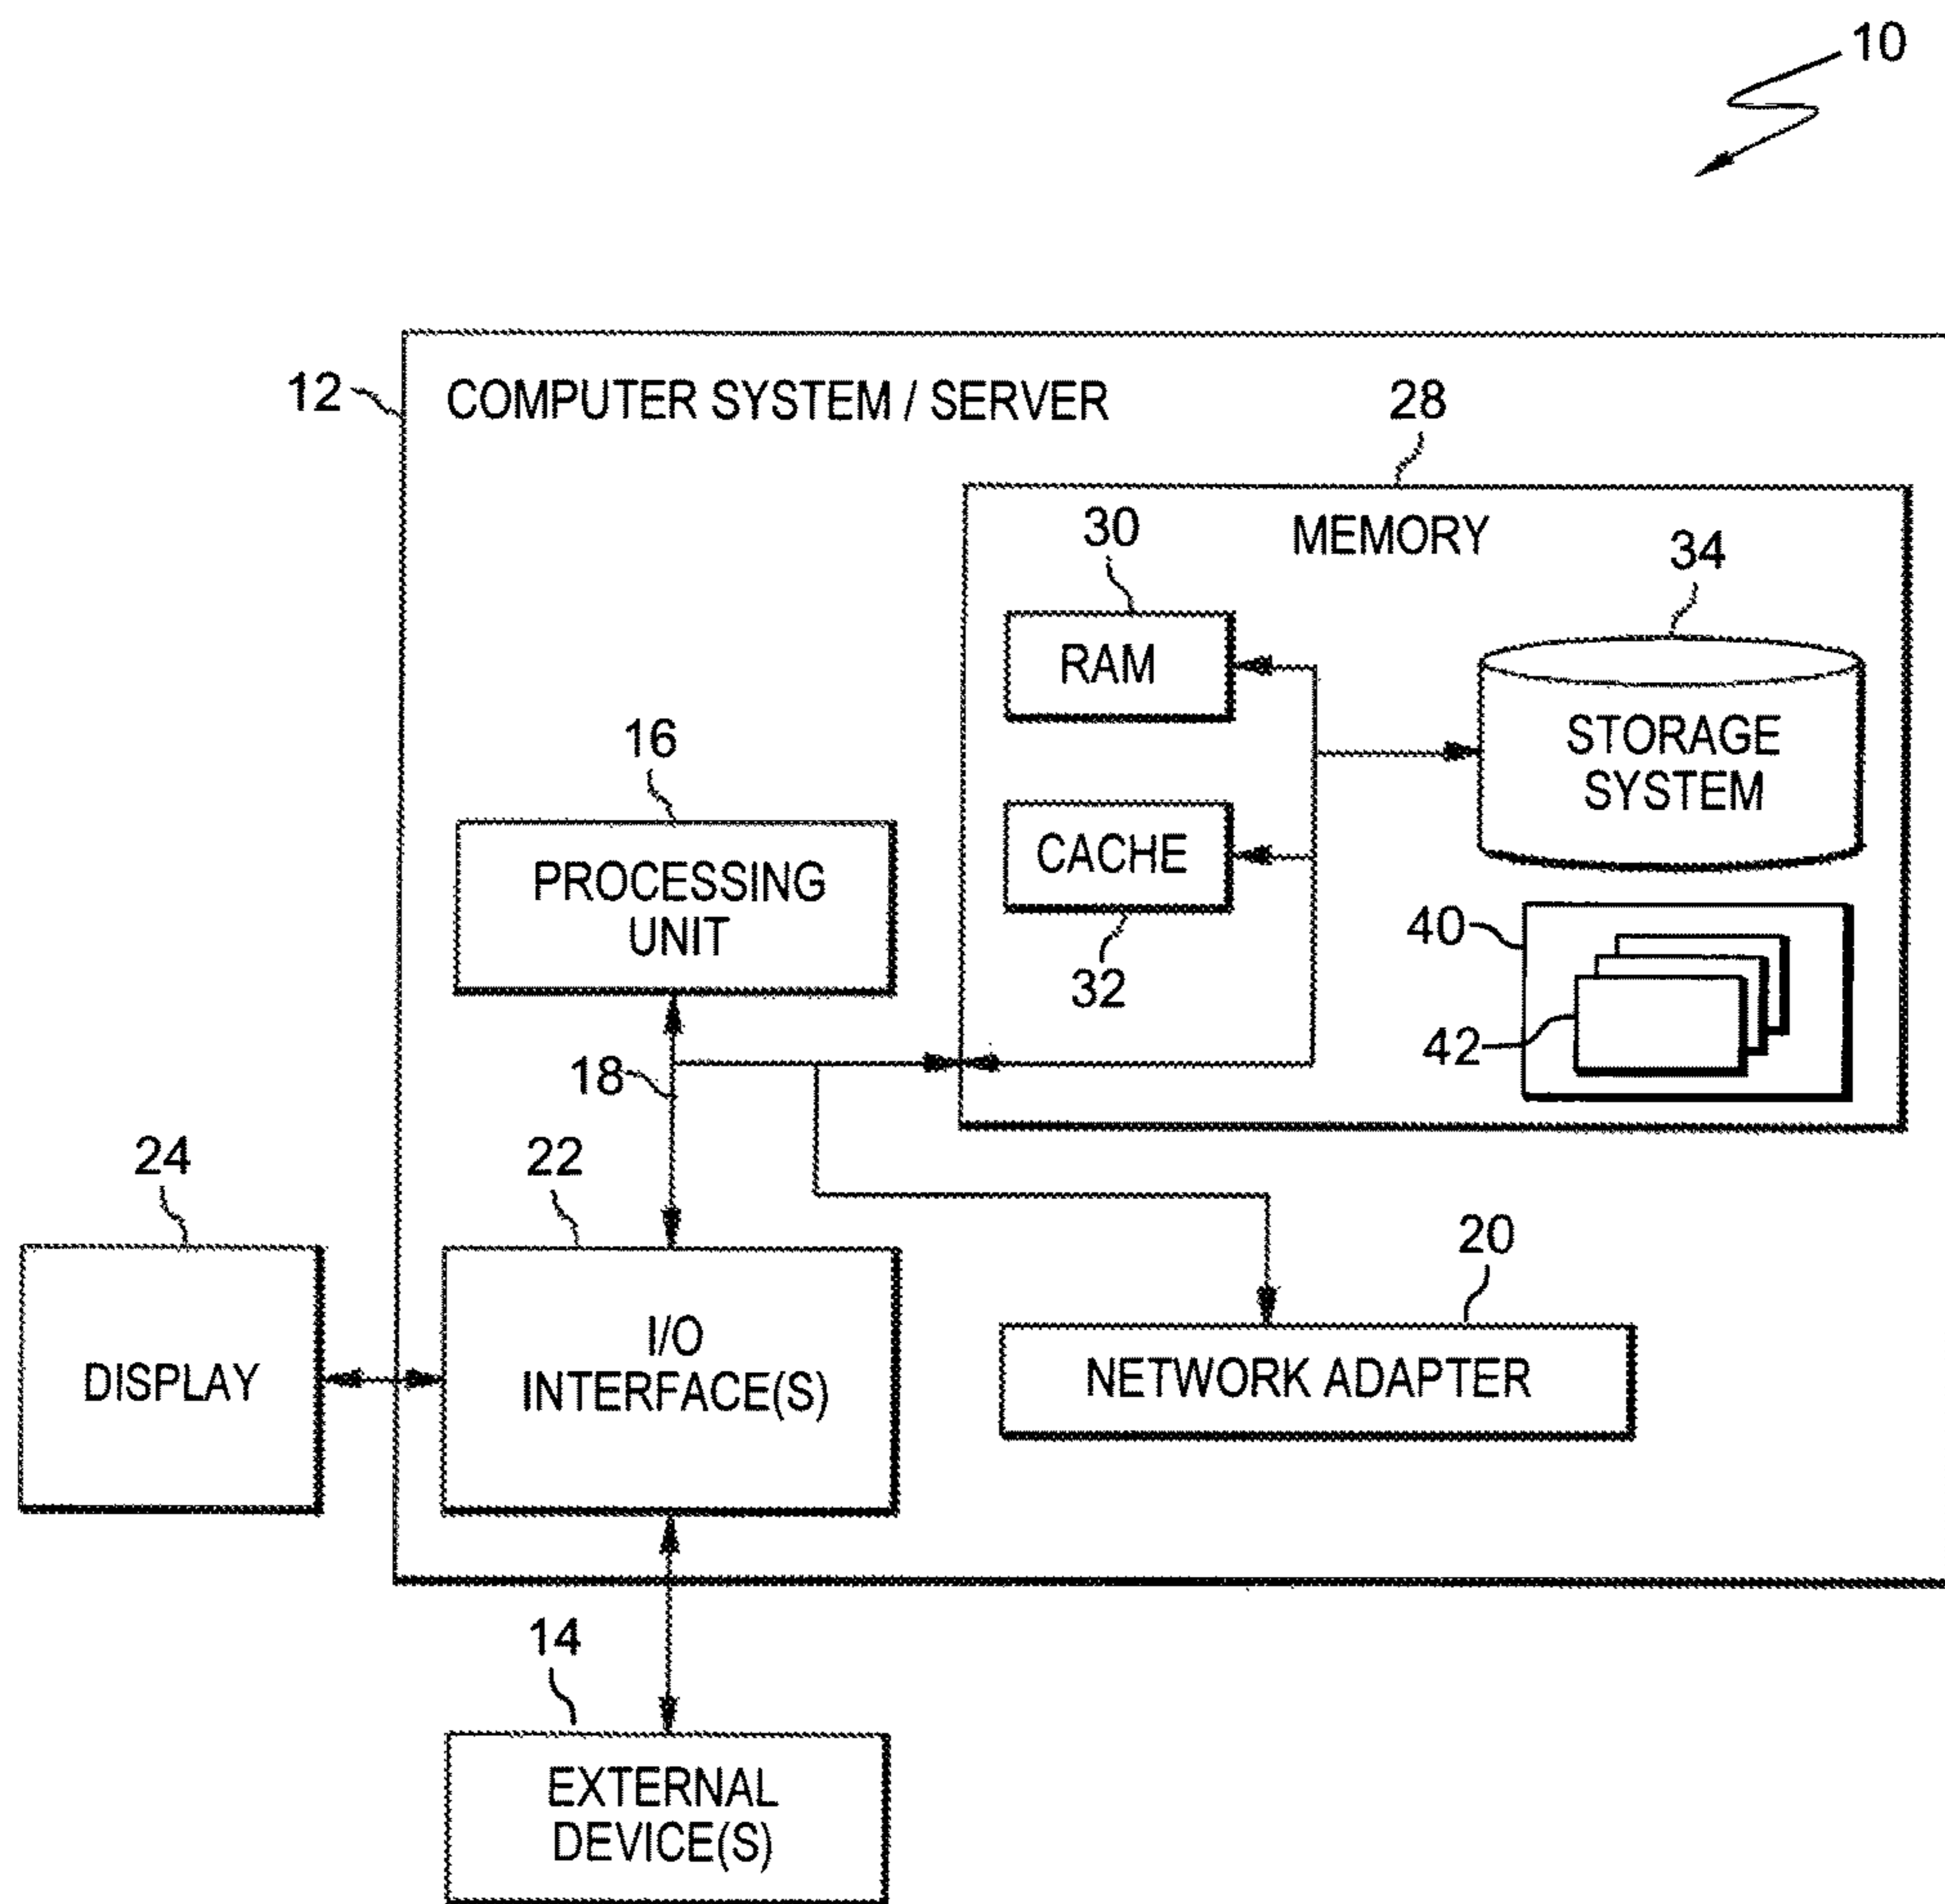 10
12
COMPUTER SYSTEM / SERVER
28
MEMORY
30
34
RAM
STORAGE
SYSTEM
16
CACHE
PROCESSING
UNIT
32
40
42
18
24
22
20
I/O
INTERFACE(S)
DISPLAY
NETWORK ADAPTER
14
EXTERNAL
DEVICE(S)